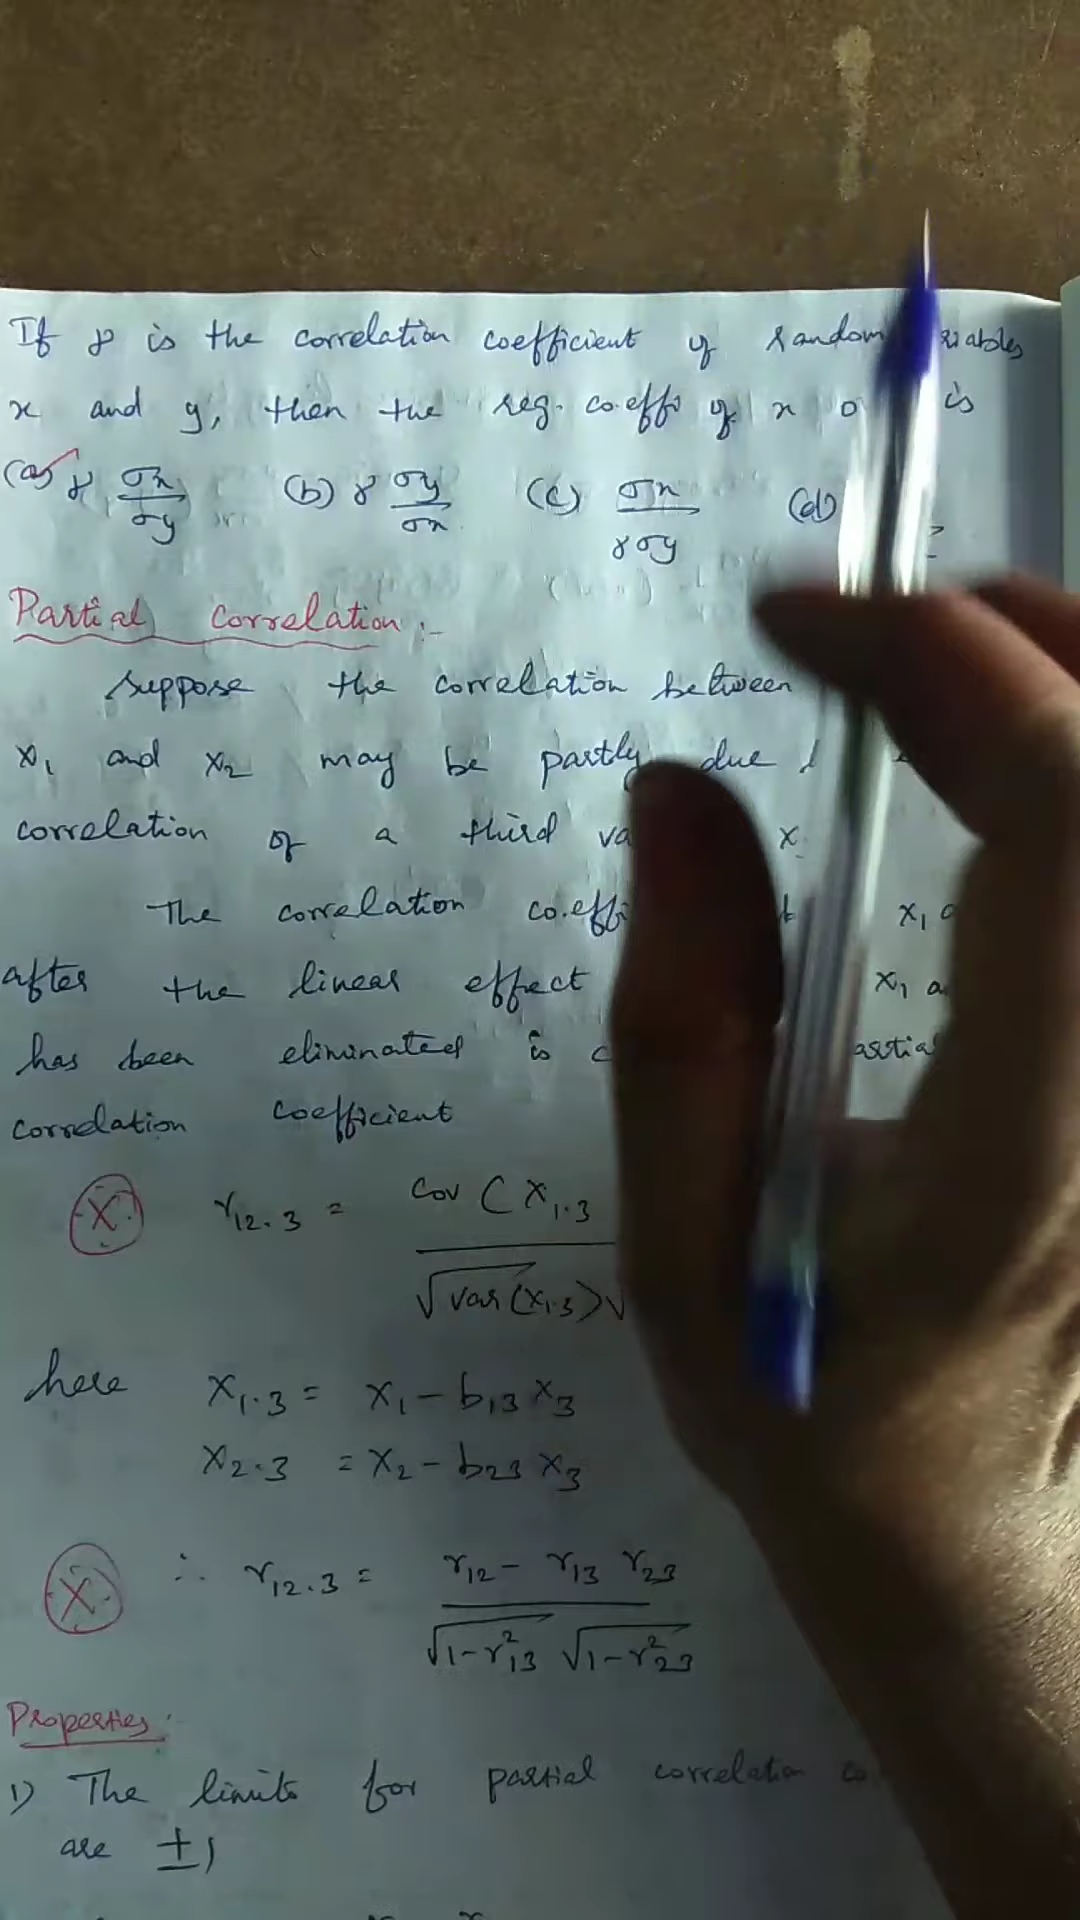 If r is the correlation coefficient of random
x and y, then the reg. co.effi of x is
(a) r σx/σy (b) r σy/σx (c) σx/rσy (d)
Partial Correlation :-
Suppose the correlation between
x₁ and x₂ may be partly due
correlation of a third x
The correlation co.effi x₁
after the linear effect x₁
has been eliminated is
correlation coefficient
X r₁₂.₃ = Cov (X₁.₃ / √var(X₁.₃) √
here X₁.₃ = X₁ - b₁₃ X₃
X₂.₃ = X₂ - b₂₃ X₃
X ∴ r₁₂.₃ = r₁₂ - r₁₃ r₂₃ / √1-r²₁₃ √1-r²₂₃
Properties:
1) The limits for partial correlation co
are ±1